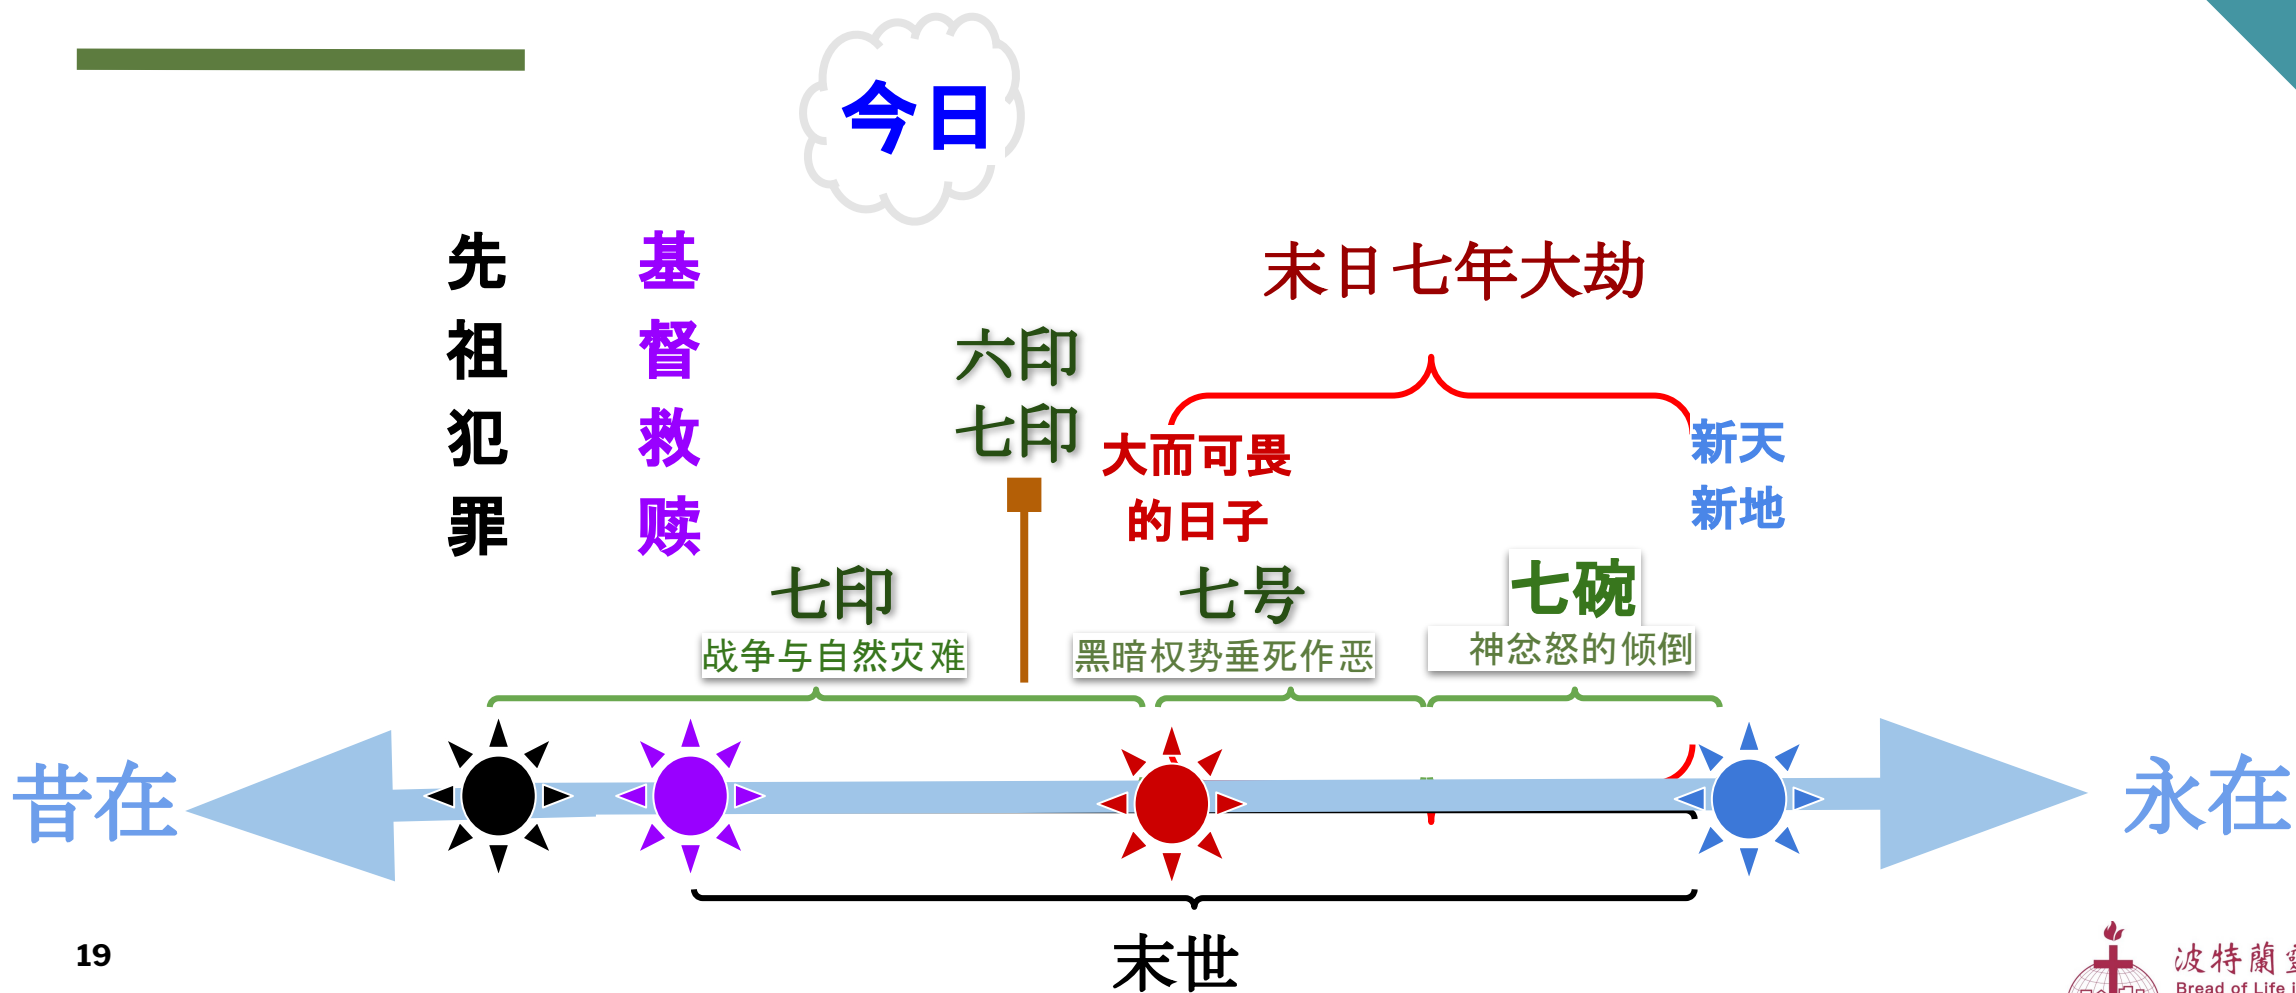 今日
先祖犯罪
基督救赎
末日七年大劫
六印
七印
大而可畏
的日子
新天
新地
七印
战争与自然灾难
七号
黑暗权势垂死作恶
七碗
神忿怒的倾倒
昔在
永在
末世
19
波特蘭
Bread of Life i